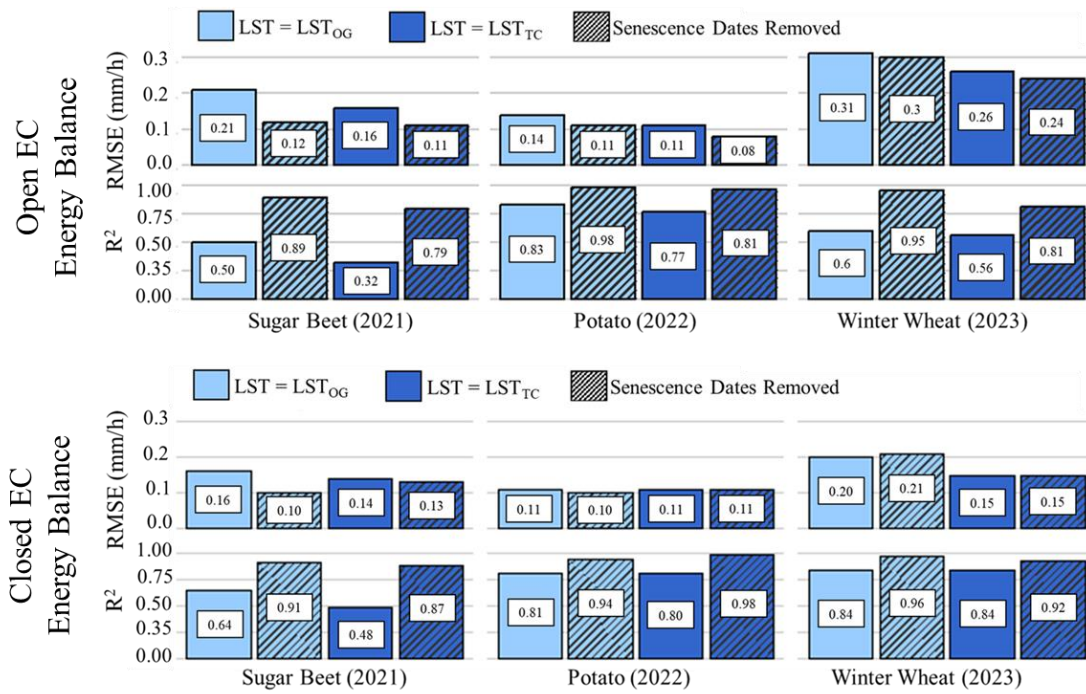 LST = LST_OG LST = LST_TC Senescence Dates Removed
Open EC
Energy Balance
RMSE (mm/h)
0.3
0.2
0.1
0.0
0.21 0.12 0.16 0.11 0.14 0.11 0.11 0.08 0.31 0.3 0.26 0.24
R²
1.00
0.75
0.50
0.35
0.00
0.50 0.89 0.32 0.79 0.83 0.98 0.77 0.81 0.6 0.95 0.56 0.81
Sugar Beet (2021) Potato (2022) Winter Wheat (2023)
LST = LST_OG LST = LST_TC Senescence Dates Removed
Closed EC
Energy Balance
RMSE (mm/h)
0.3
0.2
0.1
0.0
0.16 0.10 0.14 0.13 0.11 0.10 0.11 0.11 0.20 0.21 0.15 0.15
R²
1.00
0.75
0.50
0.35
0.00
0.64 0.91 0.48 0.87 0.81 0.94 0.80 0.98 0.84 0.96 0.84 0.92
Sugar Beet (2021) Potato (2022) Winter Wheat (2023)